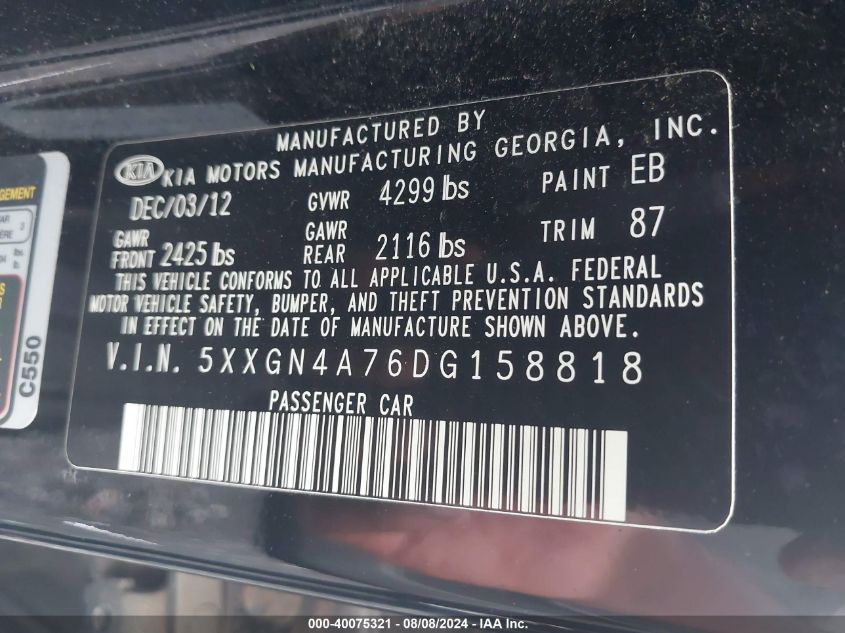 MANUFACTURED BY
KIA KIA MOTORS MANUFACTURING GEORGIA, INC.
DEC/03/12 GVWR 4299 lbs PAINT EB
GAWR FRONT 2425 lbs GAWR REAR 2116 lbs TRIM 87
THIS VEHICLE CONFORMS TO ALL APPLICABLE U.S.A. FEDERAL
MOTOR VEHICLE SAFETY, BUMPER, AND THEFT PREVENTION STANDARDS
IN EFFECT ON THE DATE OF MANUFACTURE SHOWN ABOVE.
V.I.N. 5XXGN4A76DG158818
PASSENGER CAR
C550
000-40075321 - 08/08/2024 - IAA Inc.